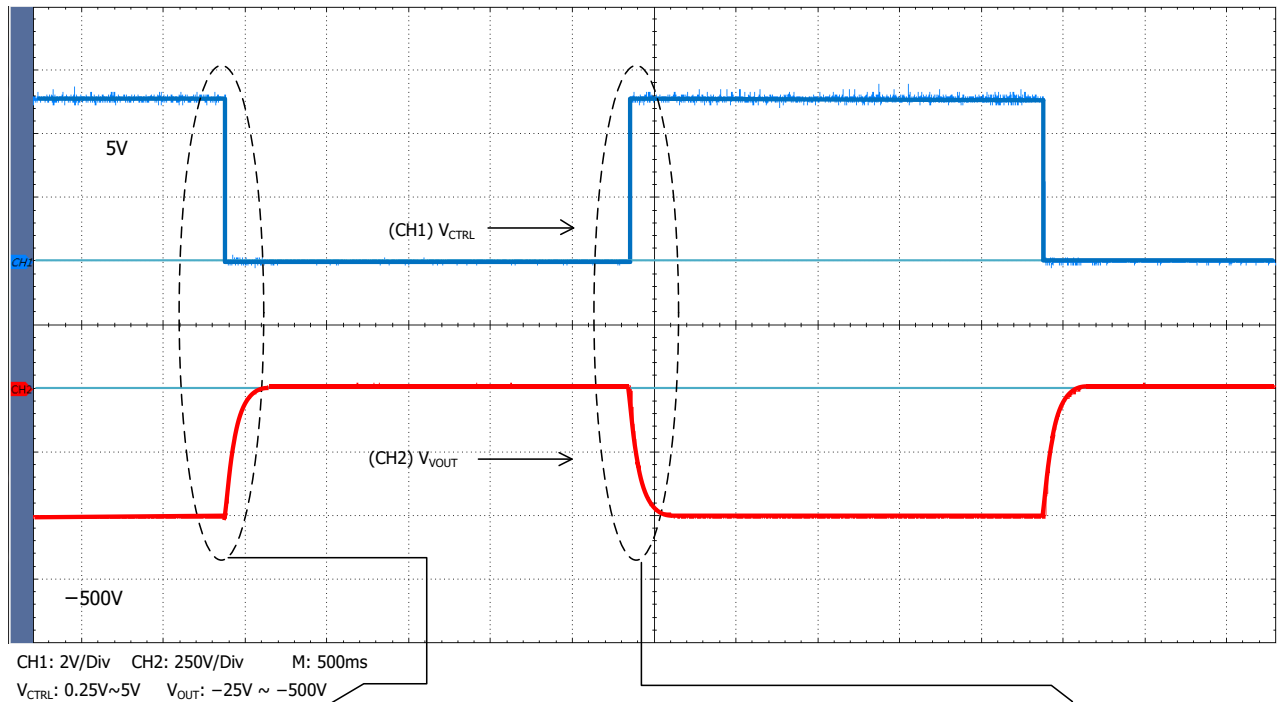 5V
(CH1) VCTRL
CH1
CH2
(CH2) VVOUT
−500V
CH1: 2V/Div CH2: 250V/Div M: 500ms
VCTRL: 0.25V~5V VOUT: −25V ~ −500V